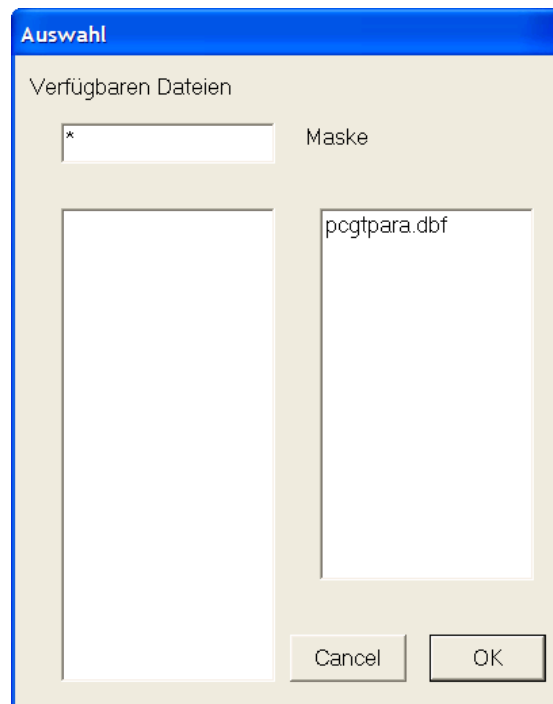 Auswahl
Verfügbaren Dateien
*
Maske
pcgtpara.dbf
Cancel
OK